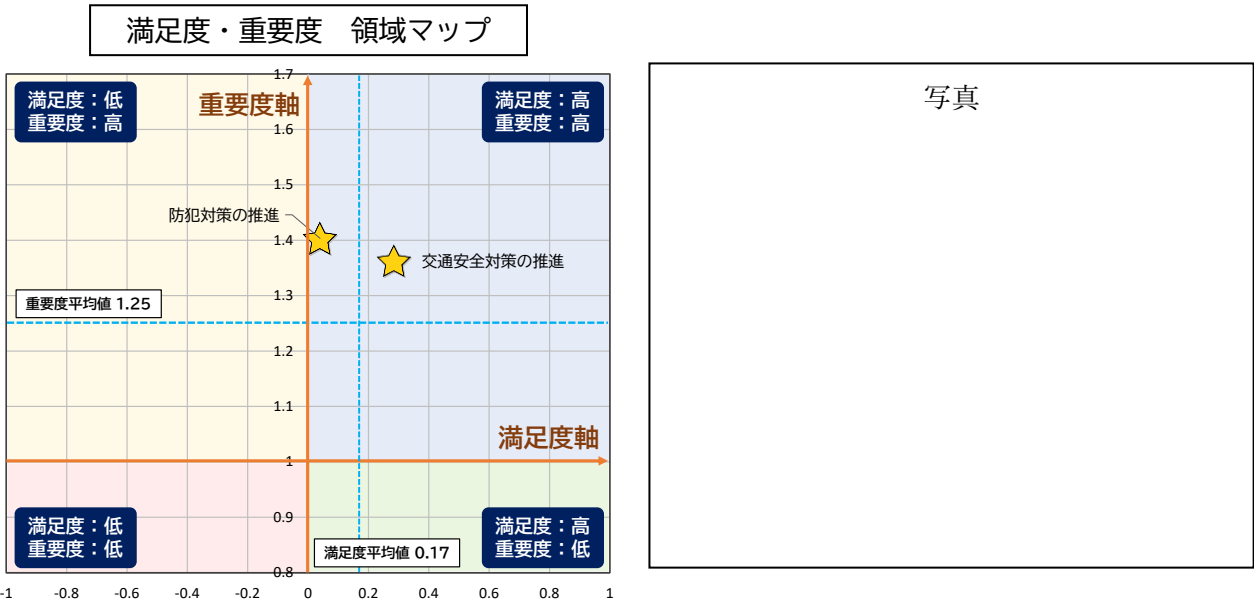 満足度・重要度　領域マップ
写真
1.7
満足度：低
重要度：高
重要度軸
満足度：高
重要度：高
1.6
1.5
防犯対策の推進
1.4
交通安全対策の推進
1.3
重要度平均値 1.25
1.2
1.1
満足度軸
1
0.9
満足度：低
重要度：低
満足度：高
重要度：低
満足度平均値 0.17
0.8
-1 -0.8 -0.6 -0.4 -0.2 0 0.2 0.4 0.6 0.8 1